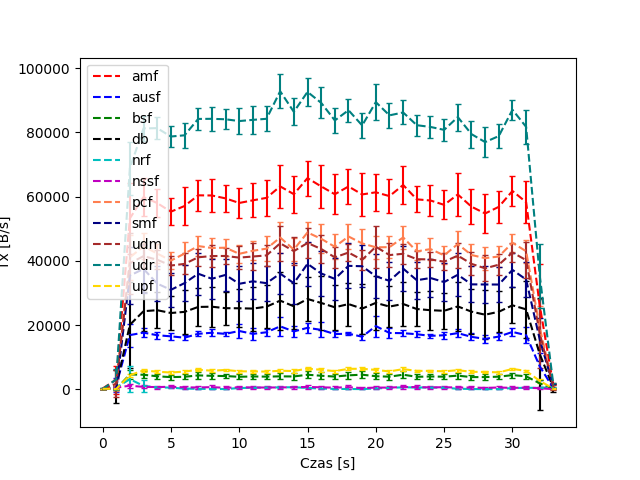 100000
80000
60000
40000
20000
0
Tx [B/s]
amf
ausf
bsf
db
nrf
nssf
pcf
smf
udm
udr
upf
0 5 10 15 20 25 30
Czas [s]